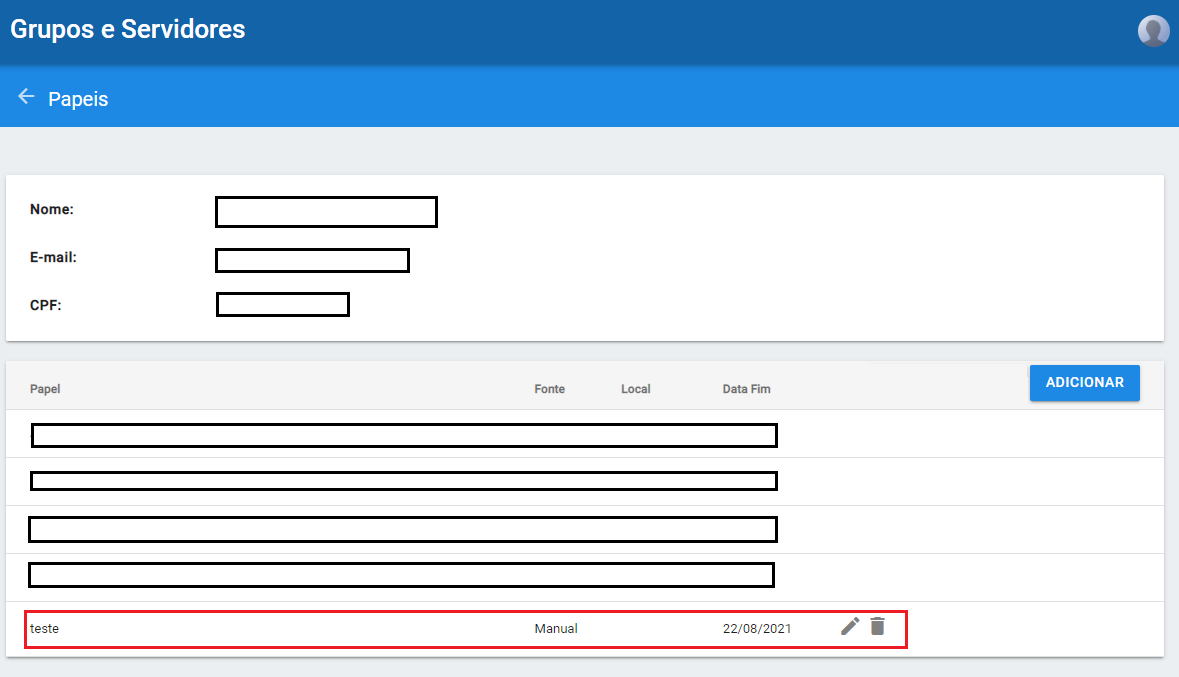 Grupos e Servidores
Papeis
Nome:
E-mail:
CPF:
Papel Fonte Local Data Fim ADICIONAR
teste Manual 22/08/2021